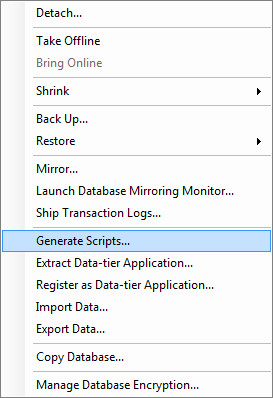 Detach...
Take Offline
Bring Online
Shrink
Back Up...
Restore
Mirror...
Launch Database Mirroring Monitor...
Ship Transaction Logs...
Generate Scripts...
Extract Data-tier Application...
Register as Data-tier Application...
Import Data...
Export Data...
Copy Database...
Manage Database Encryption...